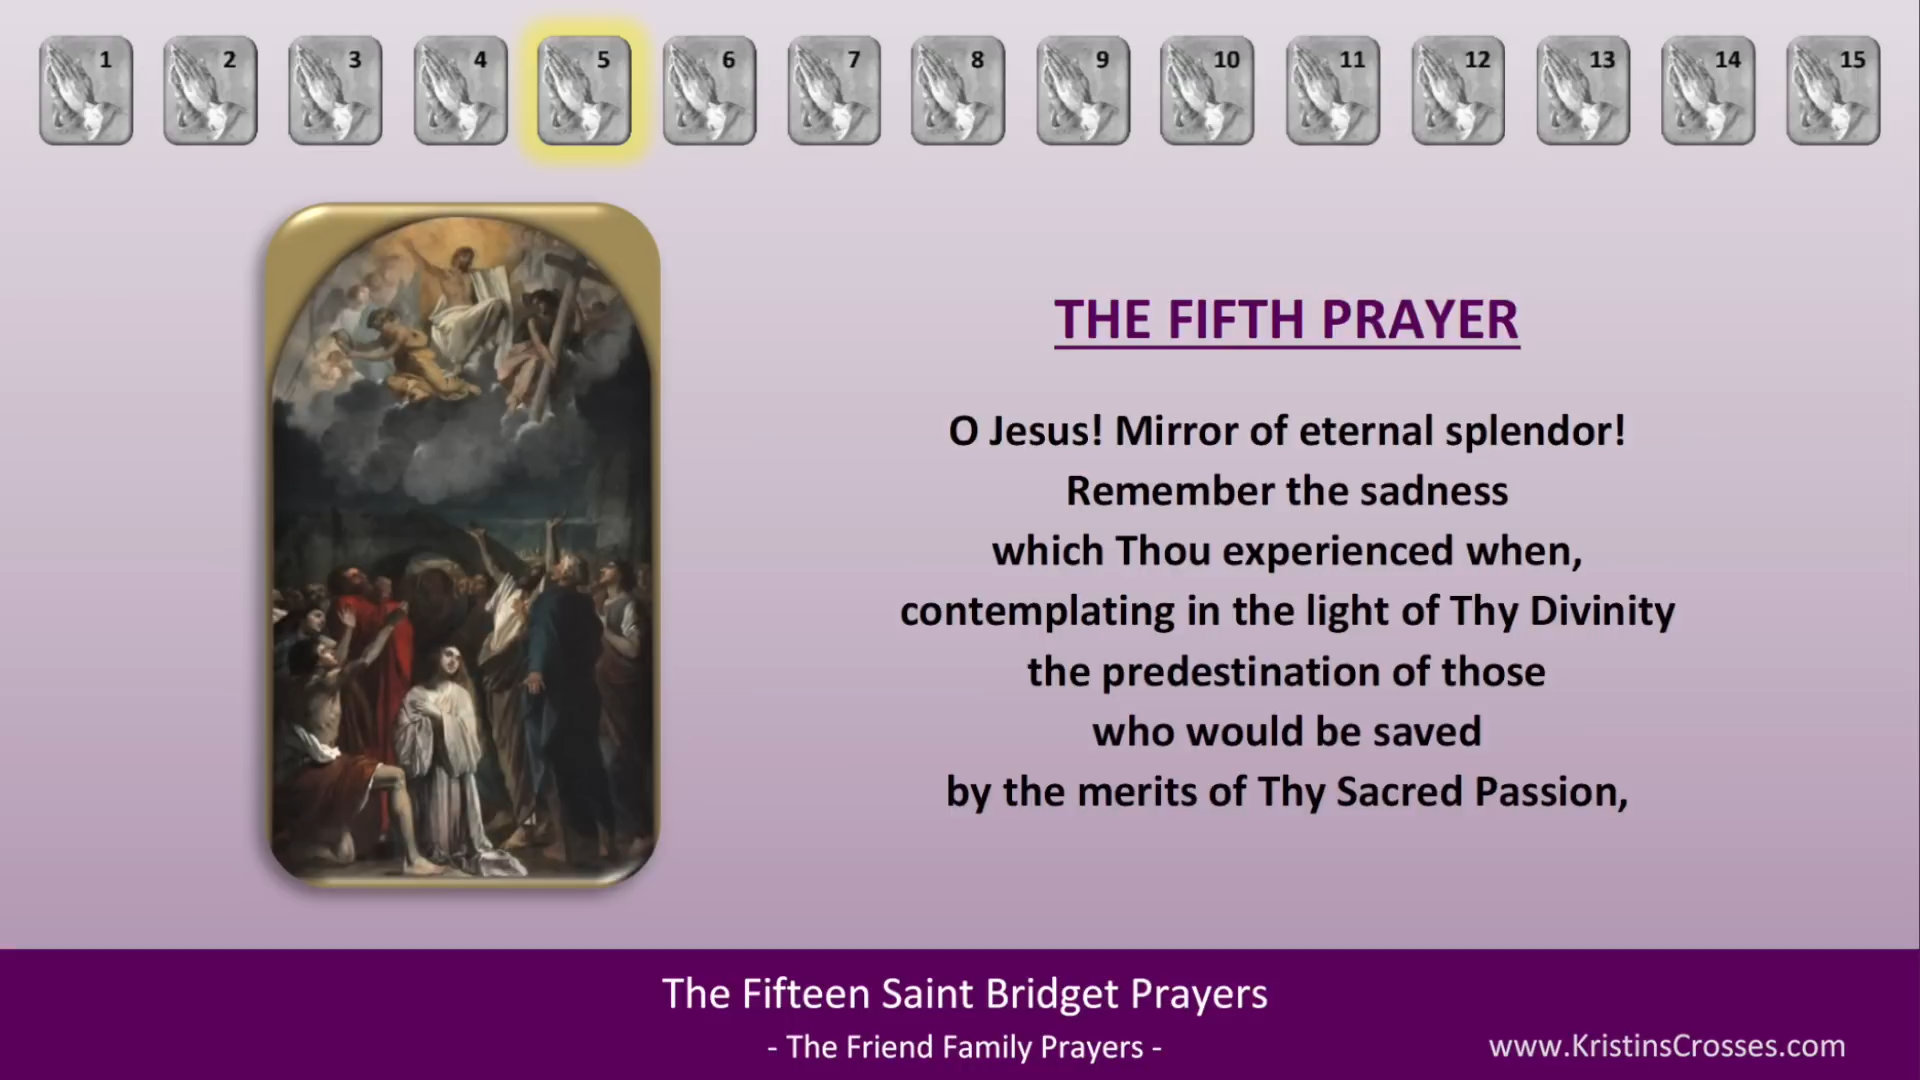 1 2 3 4 5 6 7 8 9 10 11 12 13 14 15
THE FIFTH PRAYER
O Jesus! Mirror of eternal splendor!
Remember the sadness
which Thou experienced when,
contemplating in the light of Thy Divinity
the predestination of those
who would be saved
by the merits of Thy Sacred Passion,
The Fifteen Saint Bridget Prayers
- The Friend Family Prayers -
www.KristinsCrosses.com